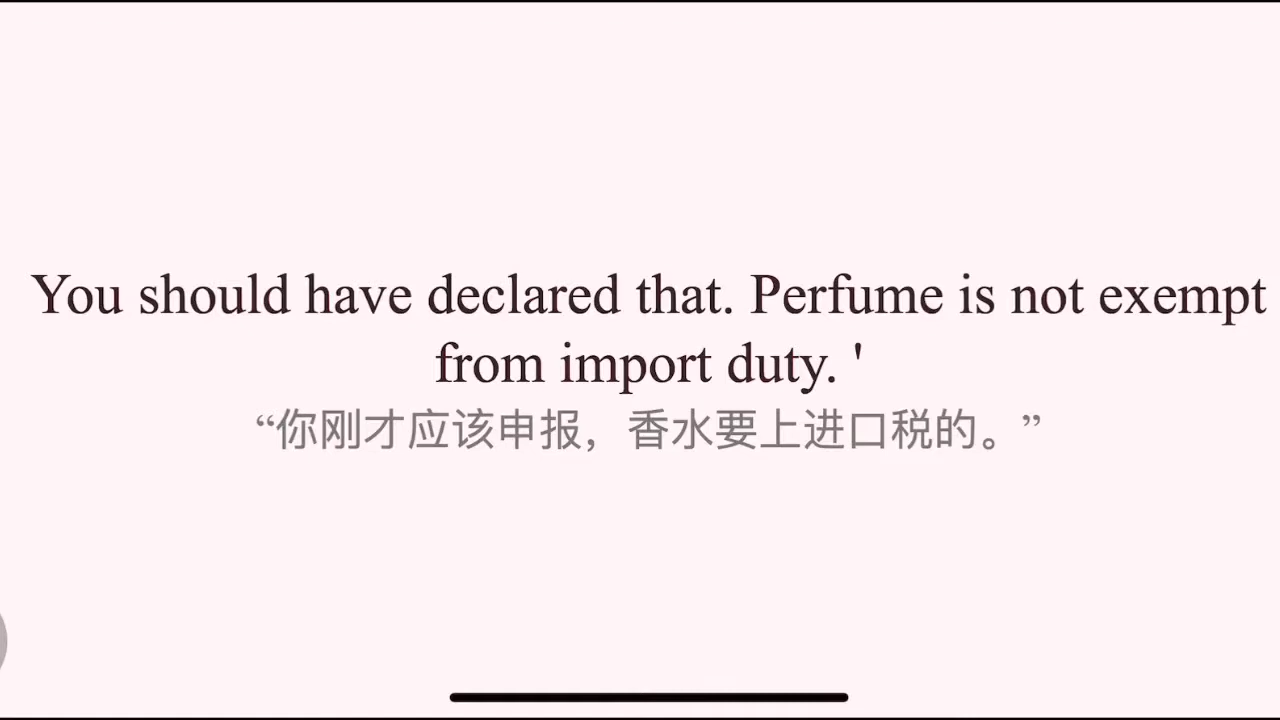 You should have declared that. Perfume is not exempt
from import duty. '
“你刚才应该申报，香水要上进口税的。”